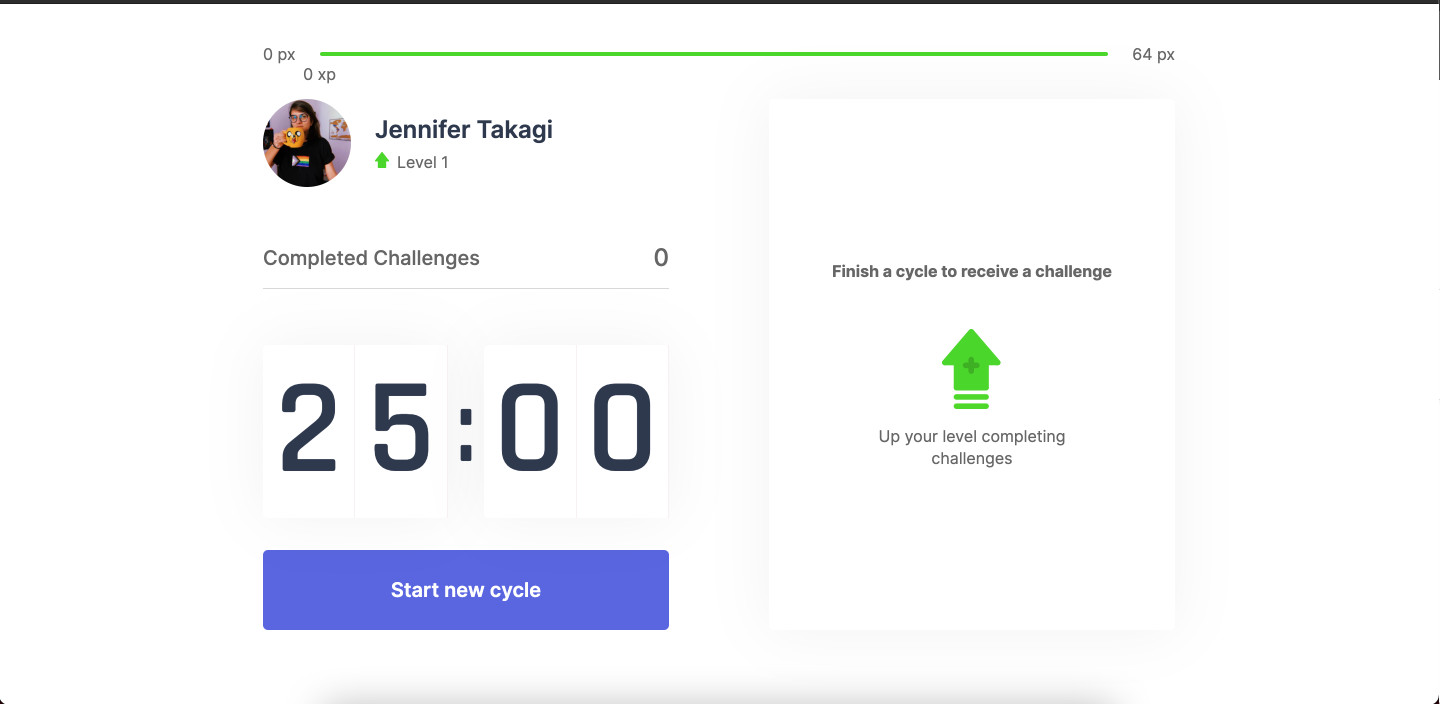 0 px
64 px
0 xp
Jennifer Takagi
Level 1
Completed Challenges
0
25:00
Start new cycle
Finish a cycle to receive a challenge
Up your level completing
challenges